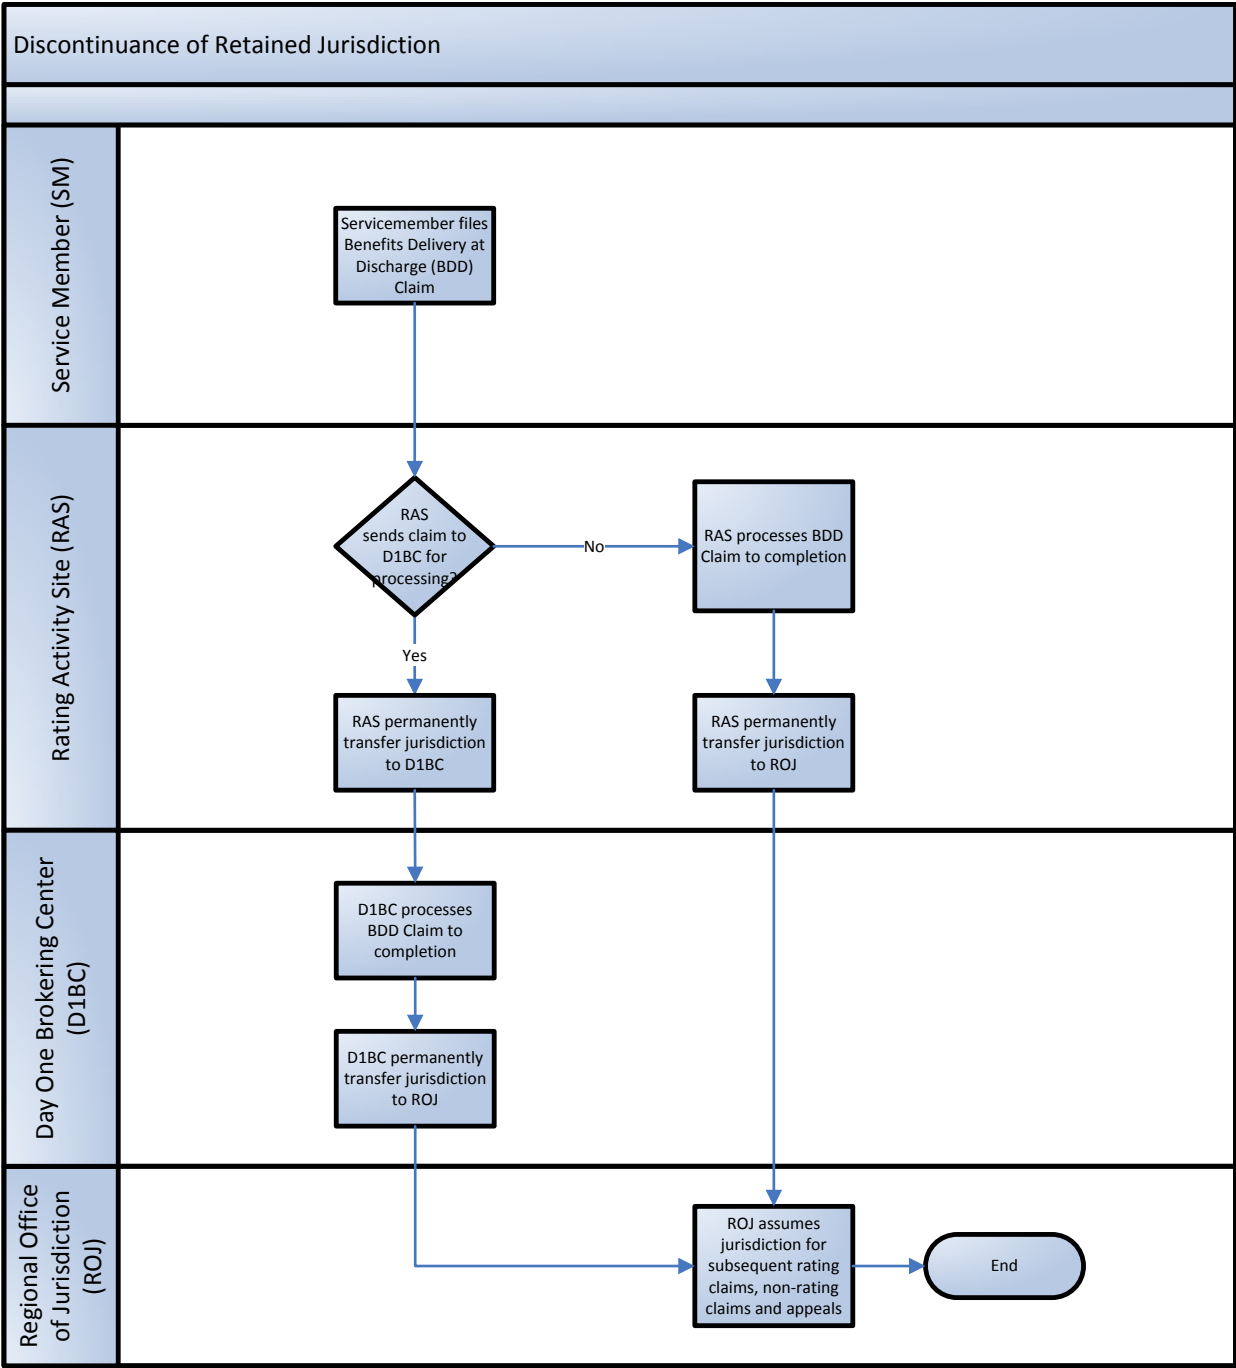 Discontinuance of Retained Jurisdiction
Service Member (SM)
Servicemember files
Benefits Delivery at
Discharge (BDD)
Claim
Rating Activity Site (RAS)
RAS
sends claim to
D1BC for
processing?
No
RAS processes BDD
Claim to completion
Yes
RAS permanently
transfer jurisdiction
to D1BC
RAS permanently
transfer jurisdiction
to ROJ
Day One Brokering Center
(D1BC)
D1BC processes
BDD Claim to
completion
D1BC permanently
transfer jurisdiction
to ROJ
Regional Office
of Jurisdiction
(ROJ)
ROJ assumes
jurisdiction for
subsequent rating
claims, non-rating
claims and appeals
End